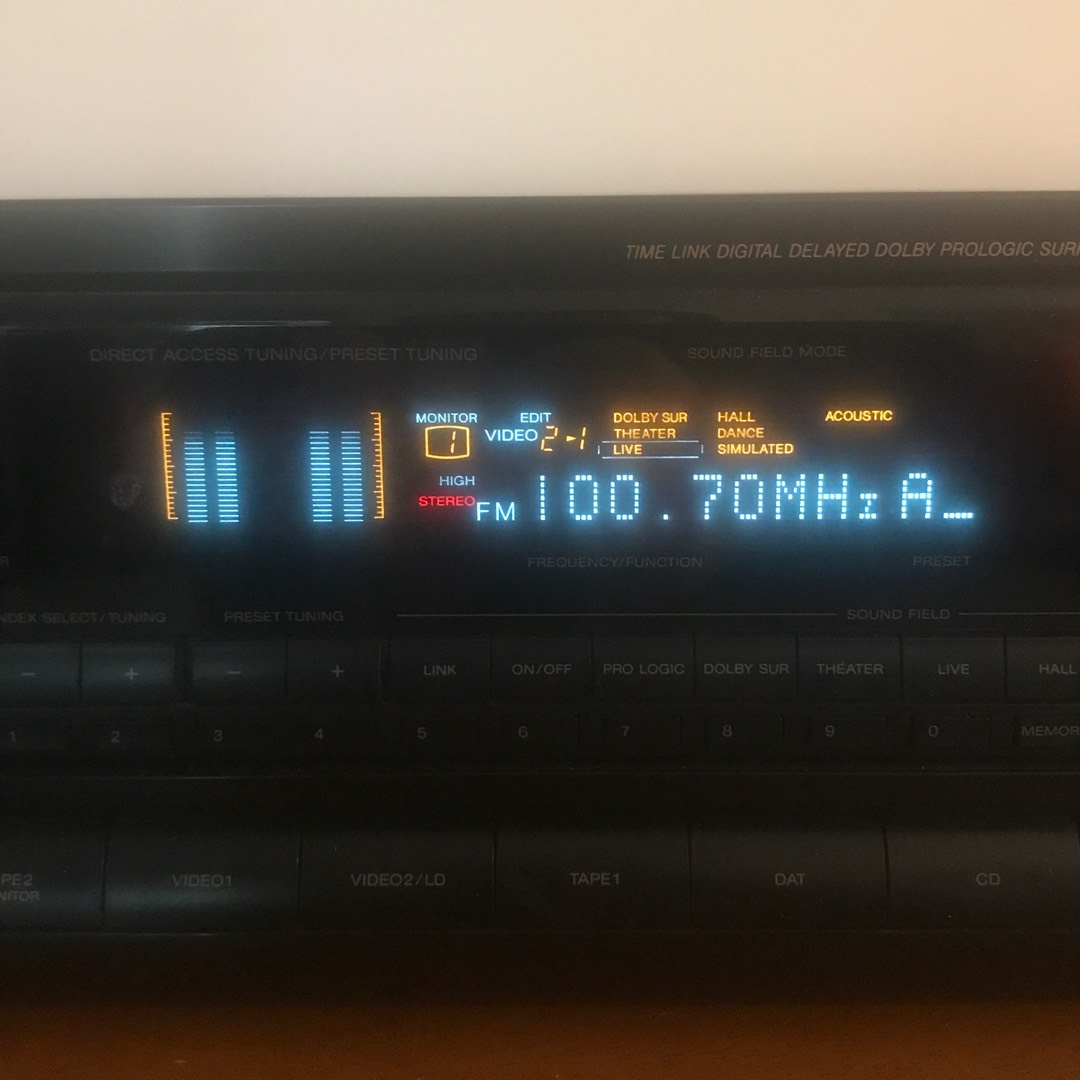 TIME LINK DIGITAL DELAYED DOLBY PROLOGIC
DIRECT ACCESS TUNING/PRESET TUNING
SOUND FIELD MODE
MONITOR
1
EDIT
VIDEO 2 ▸1
DOLBY SUR
THEATER
LIVE
HALL
DANCE
SIMULATED
ACOUSTIC
HIGH
STEREO
FM 100.70MHz A_
FREQUENCY/FUNCTION
PRESET
SELECT/TUNING
PRESET TUNING
SOUND FIELD
− + − + LINK ON/OFF PRO LOGIC DOLBY SUR THEATER LIVE HALL
1 2 3 4 5 6 7 8 9 0
VIDEO1 VIDEO2/LD TAPE1 DAT CD